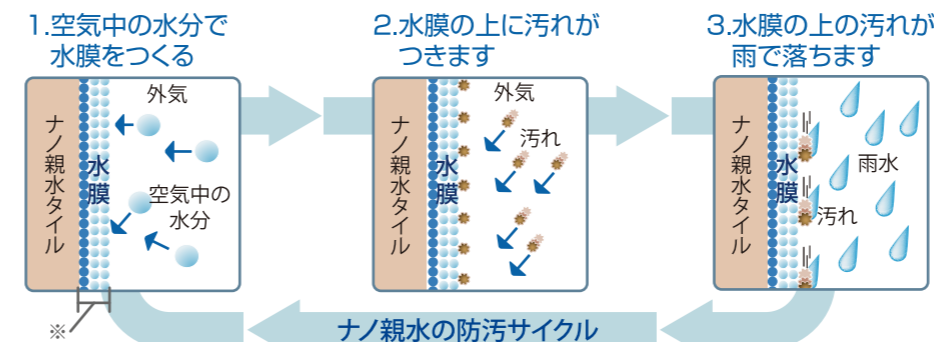 1.空気中の水分で
水膜をつくる
2.水膜の上に汚れが
つきます
3.水膜の上の汚れが
雨で落ちます
ナノ親水タイル
水膜
外気
空気中の
水分
ナノ親水タイル
水膜
外気
汚れ
ナノ親水タイル
水膜
雨水
汚れ
※
ナノ親水の防汚サイクル